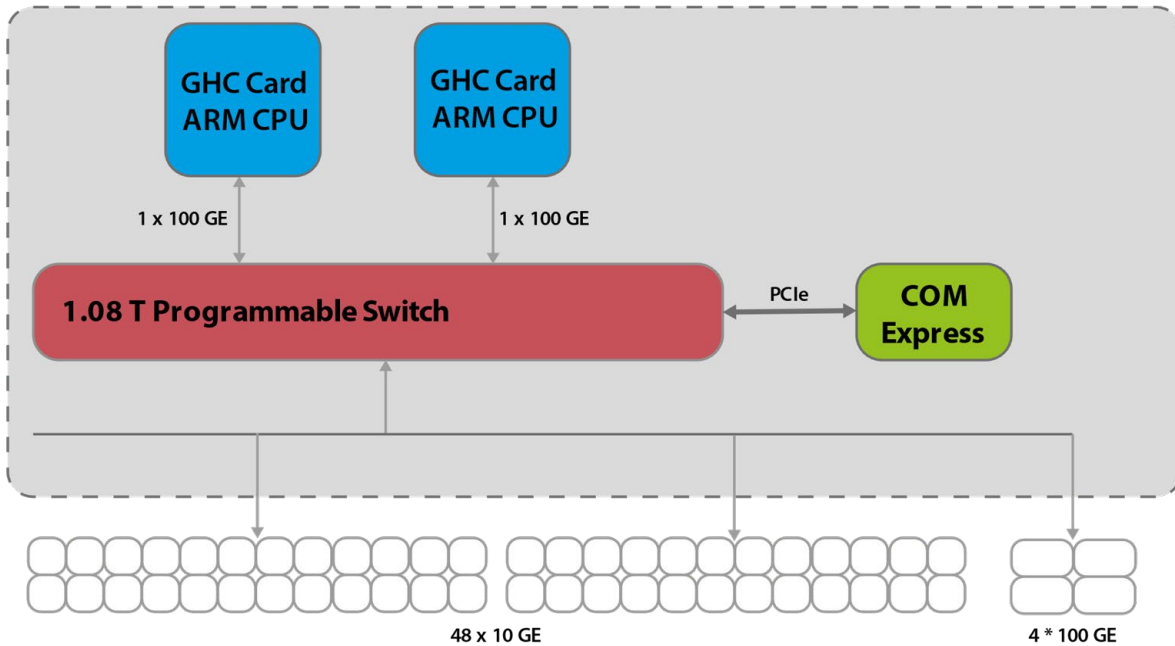 GHC Card
ARM CPU
GHC Card
ARM CPU
1 x 100 GE
1 x 100 GE
1.08 T Programmable Switch
PCIe
COM
Express
48 x 10 GE
4 * 100 GE